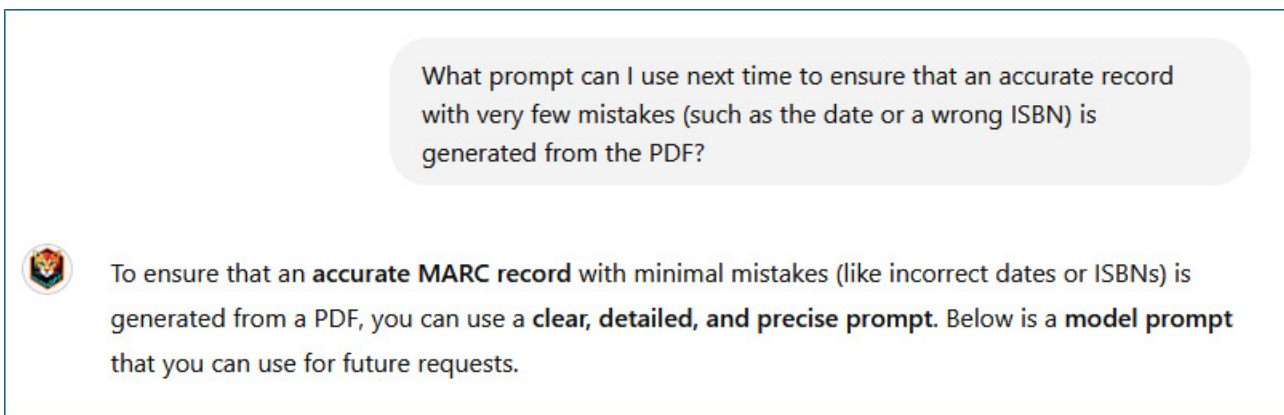 What prompt can I use next time to ensure that an accurate record
with very few mistakes (such as the date or a wrong ISBN) is
generated from the PDF?
To ensure that an accurate MARC record with minimal mistakes (like incorrect dates or ISBNs) is
generated from a PDF, you can use a clear, detailed, and precise prompt. Below is a model prompt
that you can use for future requests.